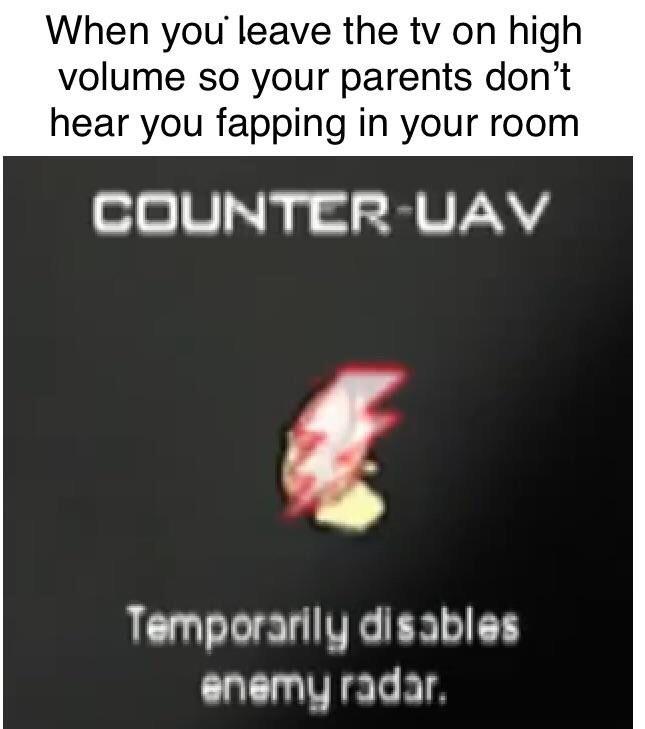 When you leave the tv on high
volume so your parents don't
hear you fapping in your room
COUNTER-UAV
Temporarily disables
enemy radar.